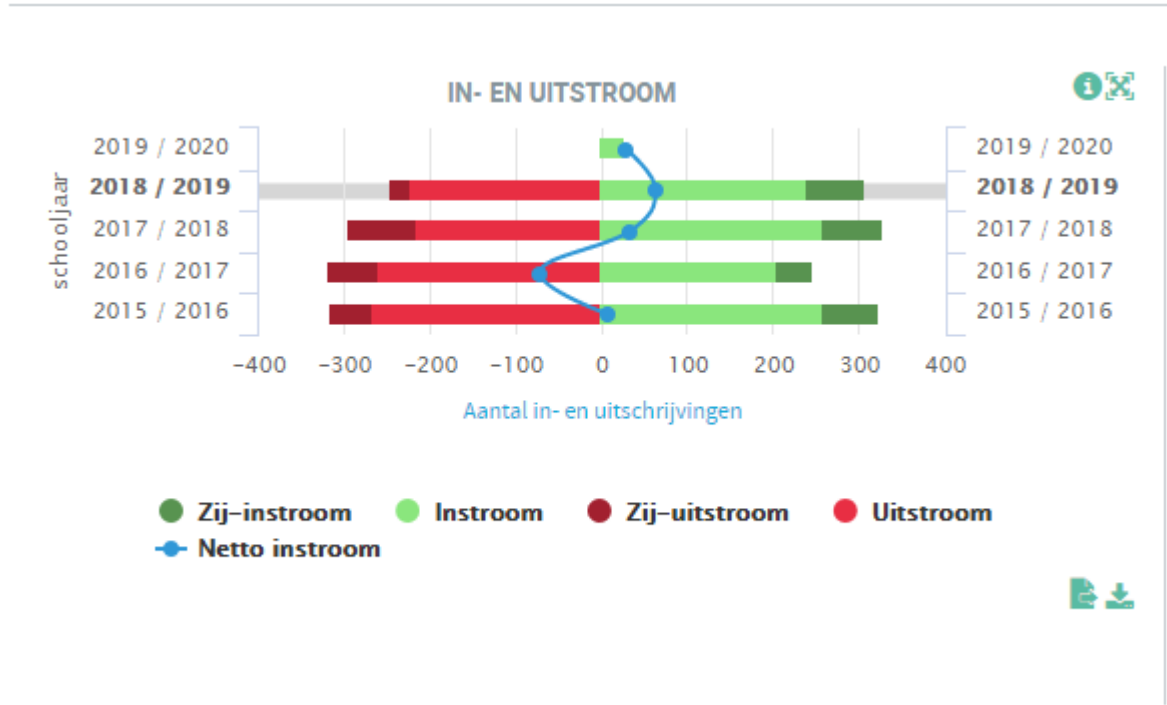 IN- EN UITSTROOM
schooljaar
2019 / 2020 2019 / 2020
2018 / 2019 2018 / 2019
2017 / 2018 2017 / 2018
2016 / 2017 2016 / 2017
2015 / 2016 2015 / 2016
-400 -300 -200 -100 0 100 200 300 400
Aantal in- en uitschrijvingen
Zij-instroom Instroom Zij-uitstroom Uitstroom
Netto instroom